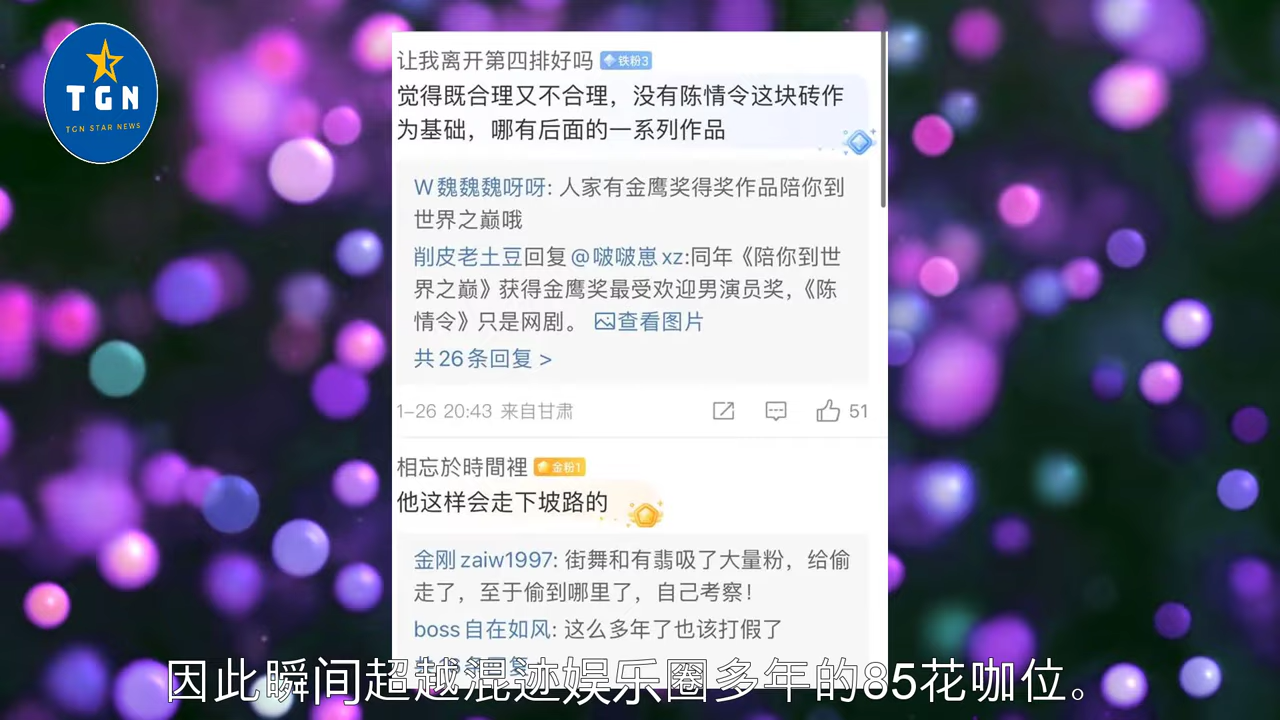 TGN
TGN STAR NEWS
让我离开第四排好吗 铁粉3
觉得既合理又不合理，没有陈情令这块砖作
为基础，哪有后面的一系列作品
W魏魏魏呀呀: 人家有金鹰奖得奖作品陪你到
世界之巅哦
削皮老土豆回复@啵啵崽xz:同年《陪你到世
界之巅》获得金鹰奖最受欢迎男演员奖，《陈
情令》只是网剧。 查看图片
共26条回复 >
1-26 20:43 来自甘肃
51
相忘於時間裡 金粉1
他这样会走下坡路的
金刚zaiw1997: 街舞和有翡吸了大量粉，给偷
走了，至于偷到哪里了，自己考察！
boss自在如风: 这么多年了也该打假了
因此瞬间超越混迹娱乐圈多年的85花咖位。